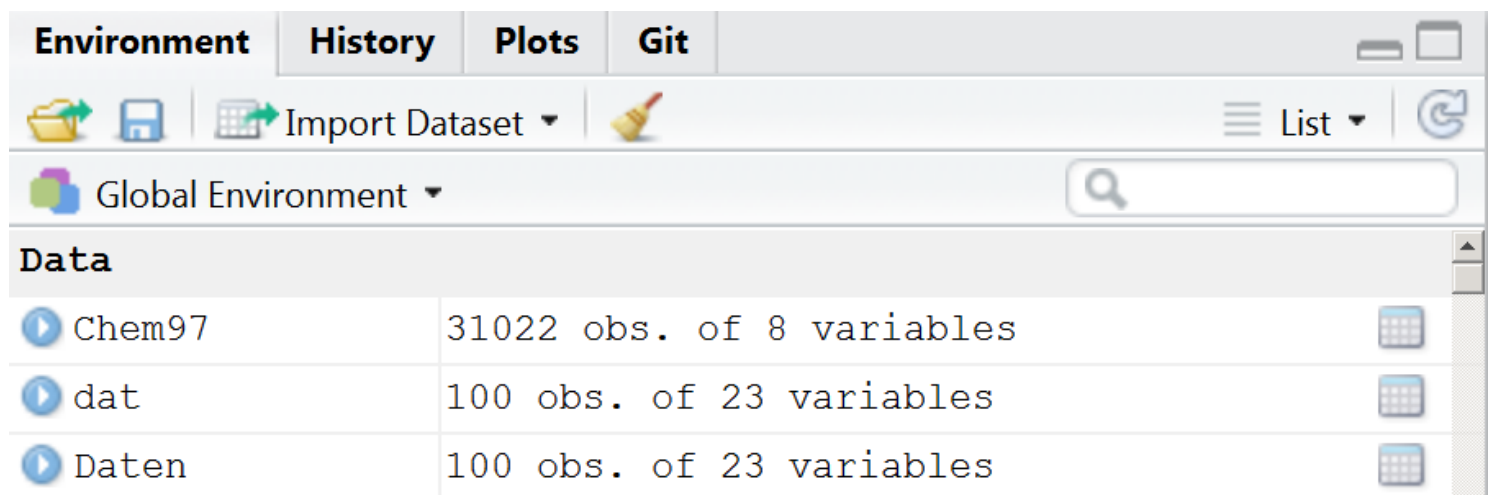 Environment History Plots Git
Import Dataset List
Global Environment
Data
Chem97 31022 obs. of 8 variables
dat 100 obs. of 23 variables
Daten 100 obs. of 23 variables